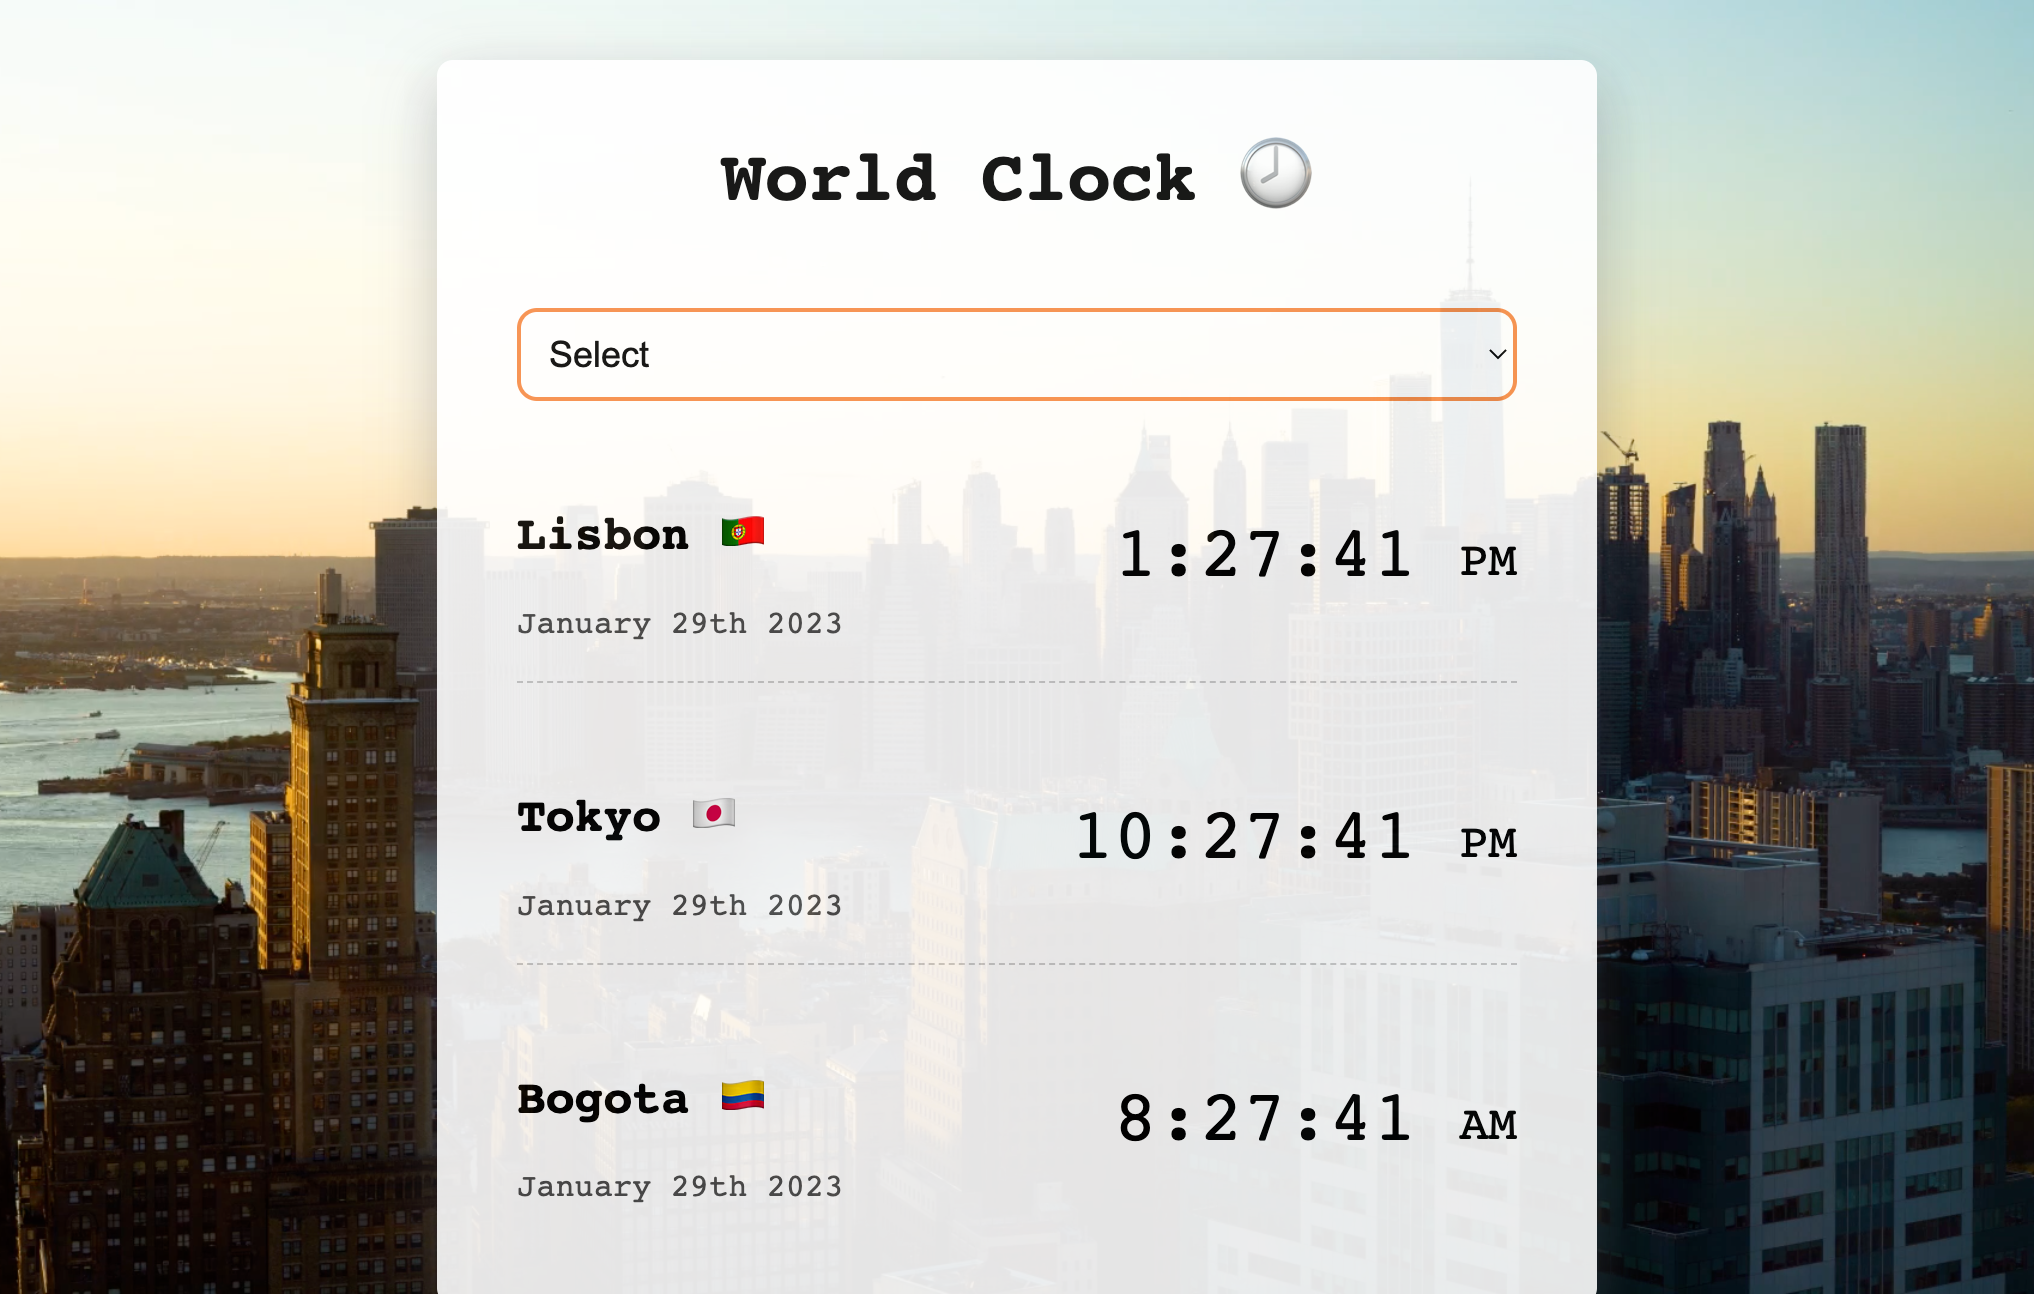 World Clock 🕗
Select
Lisbon 🇵🇹
1:27:41 PM
January 29th 2023
Tokyo 🇯🇵
10:27:41 PM
January 29th 2023
Bogota 🇨🇴
8:27:41 AM
January 29th 2023